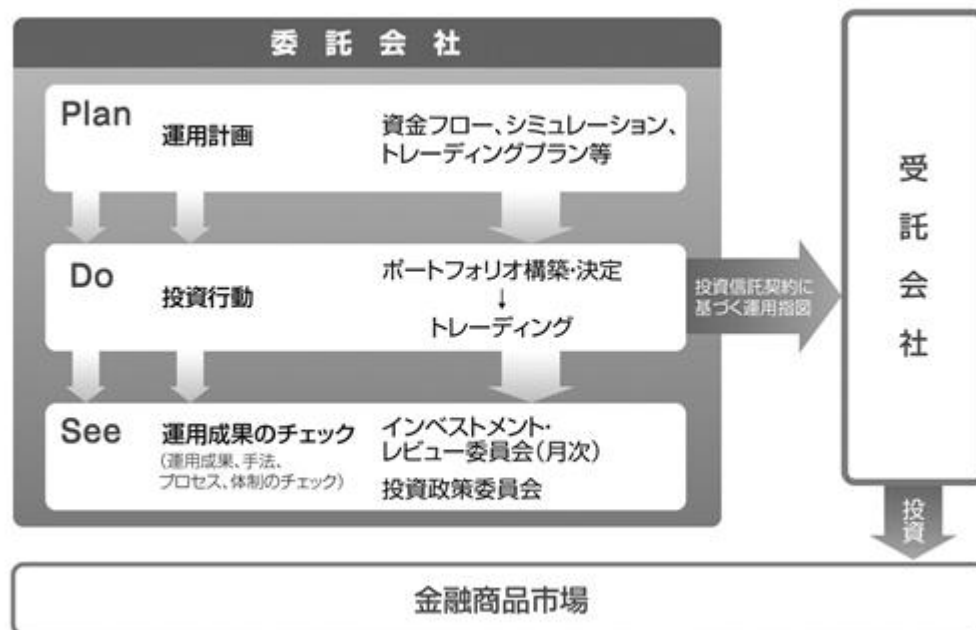 委託会社
Plan
運用計画
資金フロー、シミュレーション、
トレーディングプラン等
Do
投資行動
ポートフォリオ構築・決定
↓
トレーディング
See
運用成果のチェック
(運用成果、手法、
プロセス、体制のチェック)
インベストメント・
レビュー委員会(月次)
投資政策委員会
投資信託契約に
基づく運用指図
受託会社
投資
金融商品市場